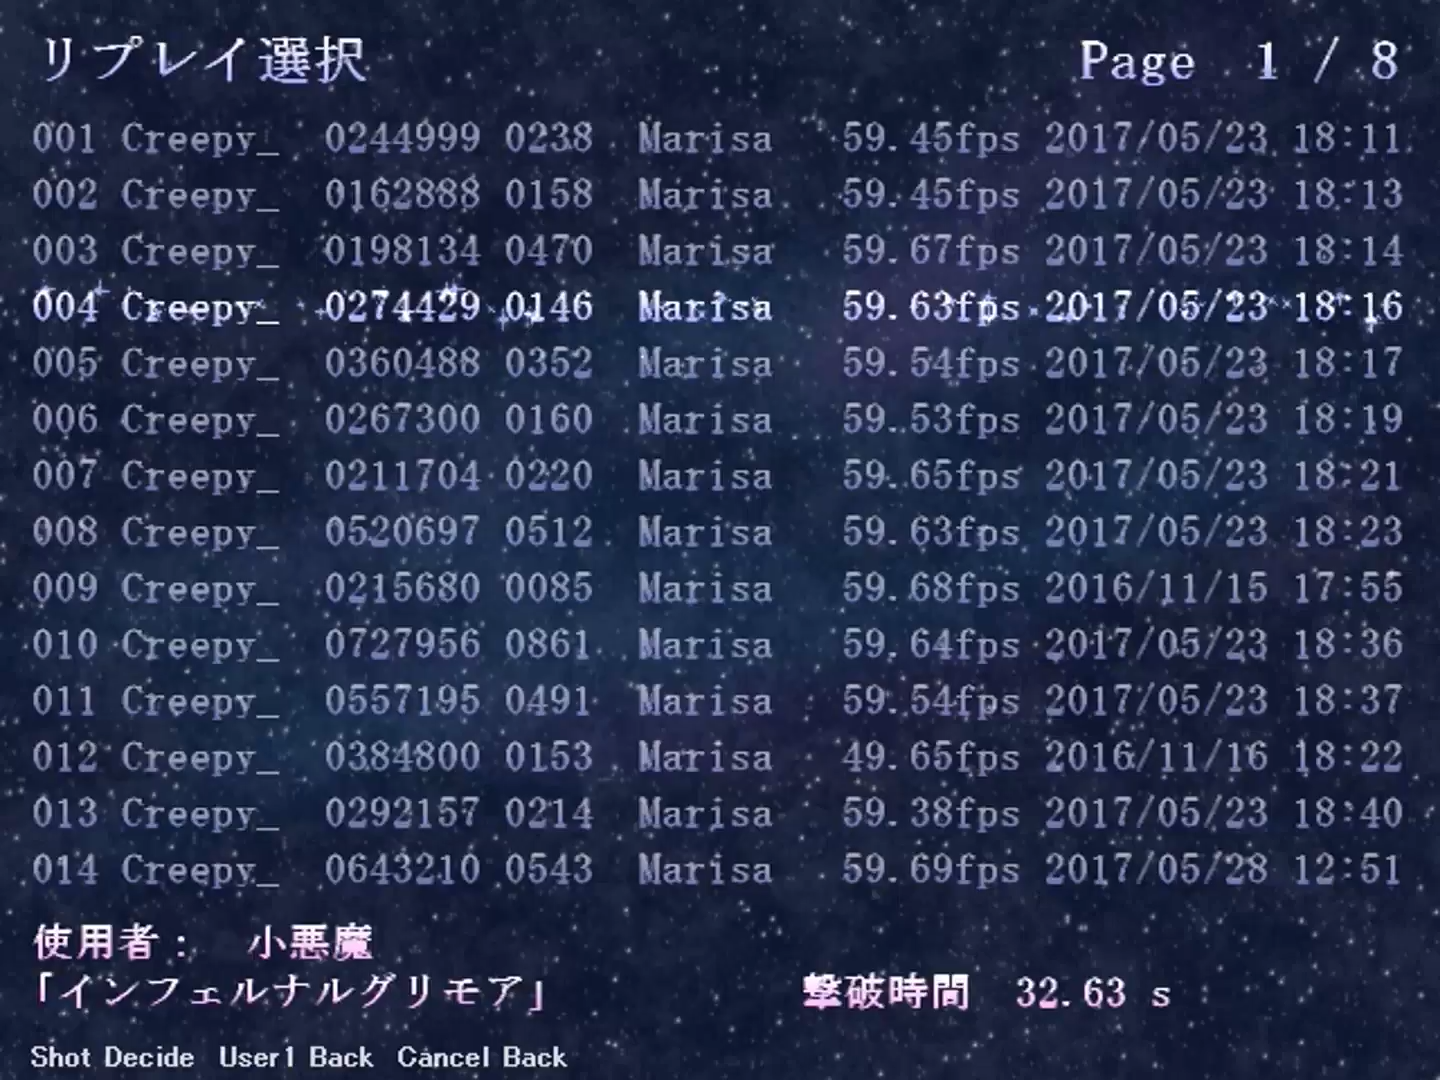 リプレイ選択 Page 1 / 8
001 Creepy_ 0244999 0238 Marisa 59.45fps 2017/05/23 18:11
002 Creepy_ 0162888 0158 Marisa 59.45fps 2017/05/23 18:13
003 Creepy_ 0198134 0470 Marisa 59.67fps 2017/05/23 18:14
004 Creepy_ 0274429 0146 Marisa 59.63fps 2017/05/23 18:16
005 Creepy_ 0360488 0352 Marisa 59.54fps 2017/05/23 18:17
006 Creepy_ 0267300 0160 Marisa 59.53fps 2017/05/23 18:19
007 Creepy_ 0211704 0220 Marisa 59.65fps 2017/05/23 18:21
008 Creepy_ 0520697 0512 Marisa 59.63fps 2017/05/23 18:23
009 Creepy_ 0215680 0085 Marisa 59.68fps 2016/11/15 17:55
010 Creepy_ 0727956 0861 Marisa 59.64fps 2017/05/23 18:36
011 Creepy_ 0557195 0491 Marisa 59.54fps 2017/05/23 18:37
012 Creepy_ 0384800 0153 Marisa 49.65fps 2016/11/16 18:22
013 Creepy_ 0292157 0214 Marisa 59.38fps 2017/05/23 18:40
014 Creepy_ 0643210 0543 Marisa 59.69fps 2017/05/28 12:51
使用者： 小悪魔
「インフェルナルグリモア」 撃破時間 32.63 s
Shot Decide User1 Back Cancel Back